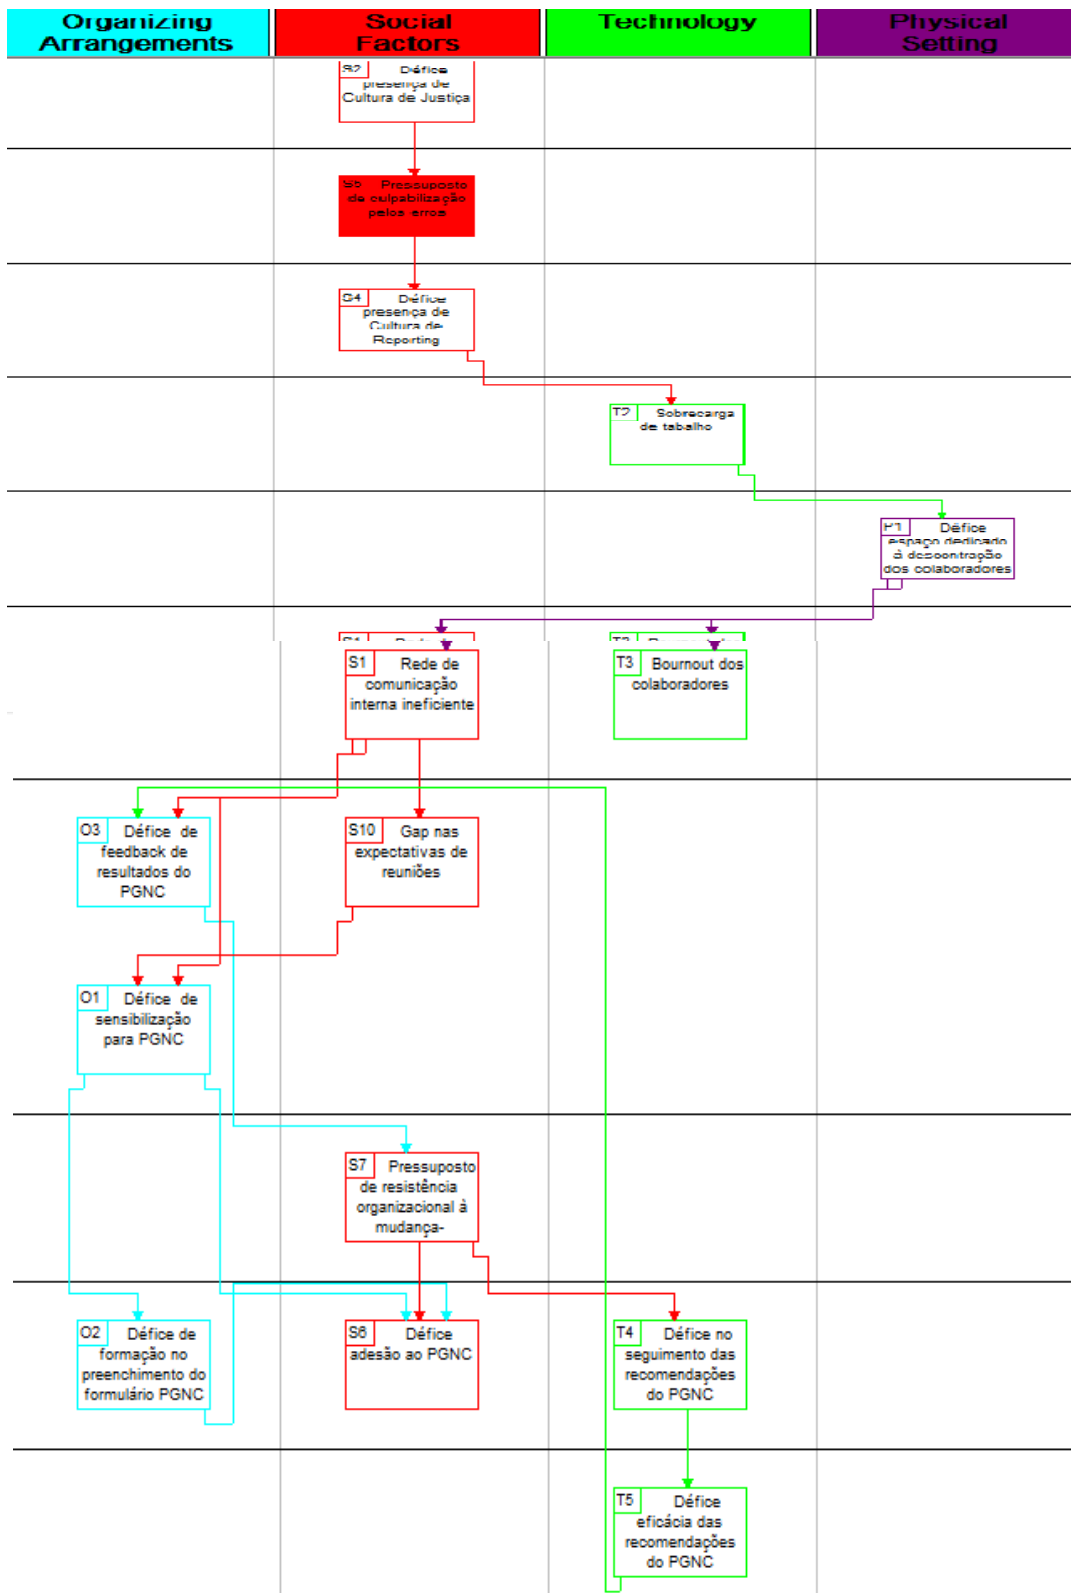 Organizing
Arrangements
Social
Factors
Technology
Physical
Setting
S2 Défice
presença de
Cultura de Justiça
S5 Pressuposto
de culpabilização
pelos erros
S4 Défice
presença de
Cultura de
Reporting
T2 Sobrecarga
de tabalho
P1 Défice
espaço dedicado
à descontração
dos colaboradores
S1 Rede de
comunicação
interna ineficiente
T3 Bournout dos
colaboradores
O3 Défice de
feedback de
resultados do
PGNC
S10 Gap nas
expectativas de
reuniões
O1 Défice de
sensibilização
para PGNC
S7 Pressuposto
de resistência
organizacional à
mudança-
O2 Défice de
formação no
preenchimento do
formulário PGNC
S6 Défice
adesão ao PGNC
T4 Défice no
seguimento das
recomendações
do PGNC
T5 Défice
eficácia das
recomendações
do PGNC